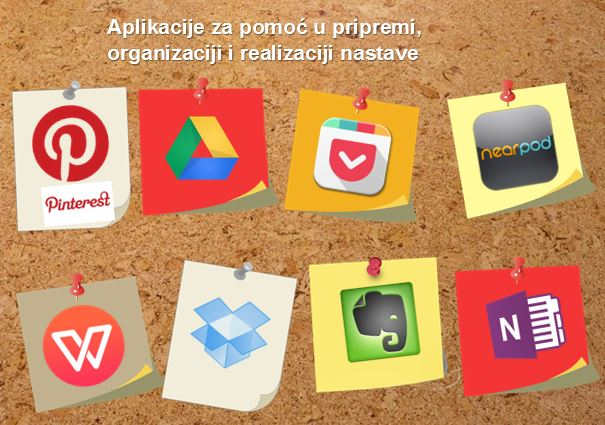 Aplikacije za pomoć u pripremi,
organizaciji i realizaciji nastave
Pinterest
nearpod
N